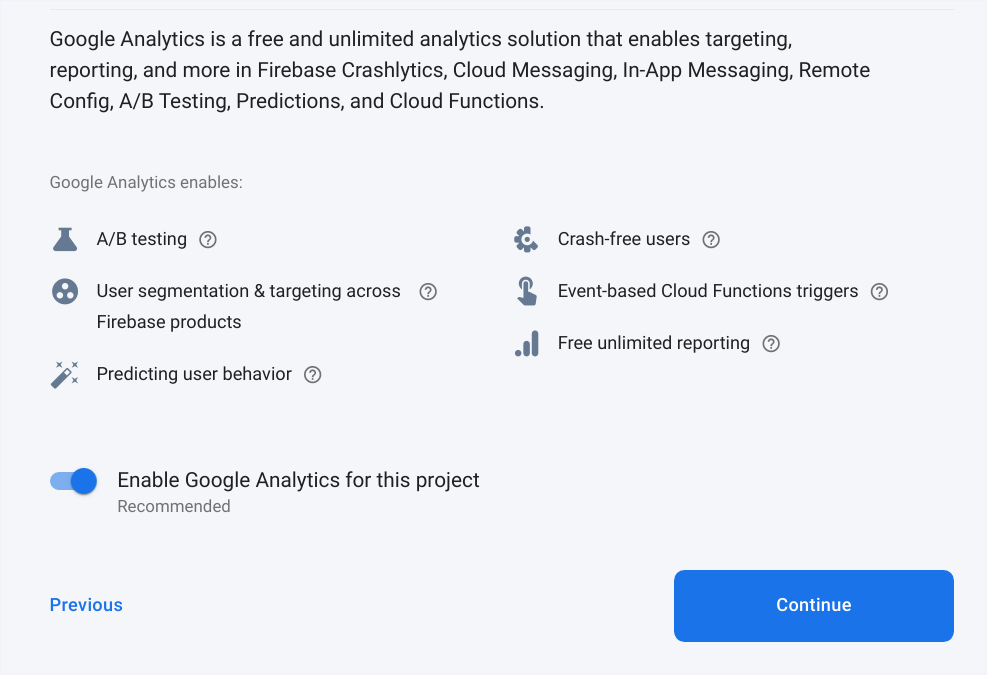 Google Analytics is a free and unlimited analytics solution that enables targeting,
reporting, and more in Firebase Crashlytics, Cloud Messaging, In-App Messaging, Remote
Config, A/B Testing, Predictions, and Cloud Functions.
Google Analytics enables:
A/B testing
User segmentation & targeting across
Firebase products
Predicting user behavior
Crash-free users
Event-based Cloud Functions triggers
Free unlimited reporting
Enable Google Analytics for this project
Recommended
Previous
Continue